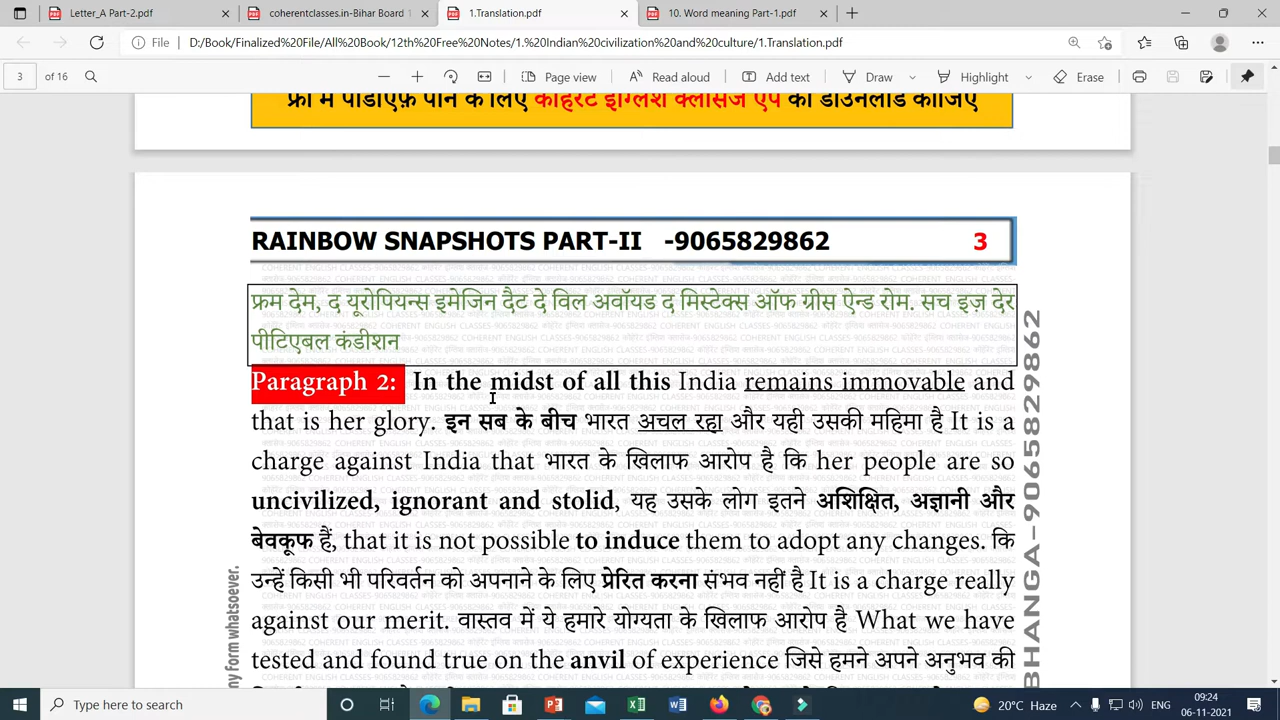 Letter_A Part-2.pdf
coherentclasses.in-Bihar Board 1
1.Translation.pdf
10. Word meaning Part-1.pdf
File
D:/Book/Finalized%20File/All%20Book/12th%20Free%20Notes/1.%20Indian%20civilization%20and%20culture/1.Translation.pdf
3 of 16
Page view
Read aloud
Add text
Draw
Highlight
Erase
फ्री में पीडीएफ़ पाने के लिए कोहेरेंट इंग्लिश क्लासेज ऐप को डाउनलोड कीजिए
RAINBOW SNAPSHOTS PART-II -9065829862 3
फ्रम देम, द यूरोपियन्स इमेजिन दैट दे विल अवॉयड द मिस्टेक्स ऑफ ग्रीस ऐन्ड रोम. सच इज़ देर
पीटिएबल कंडीशन
Paragraph 2: In the midst of all this India remains immovable and
that is her glory. इन सब के बीच भारत अचल रहा और यही उसकी महिमा है It is a
charge against India that भारत के खिलाफ आरोप है कि her people are so
uncivilized, ignorant and stolid, यह उसके लोग इतने अशिक्षित, अज्ञानी और
बेवकूफ हैं, that it is not possible to induce them to adopt any changes. कि
उन्हें किसी भी परिवर्तन को अपनाने के लिए प्रेरित करना संभव नहीं है It is a charge really
against our merit. वास्तव में ये हमारे योग्यता के खिलाफ आरोप है What we have
tested and found true on the anvil of experience जिसे हमने अपने अनुभव की
ny form whatsoever.
BHANGA-9065829862
Type here to search
20°C Haze
ENG
09:24
06-11-2021